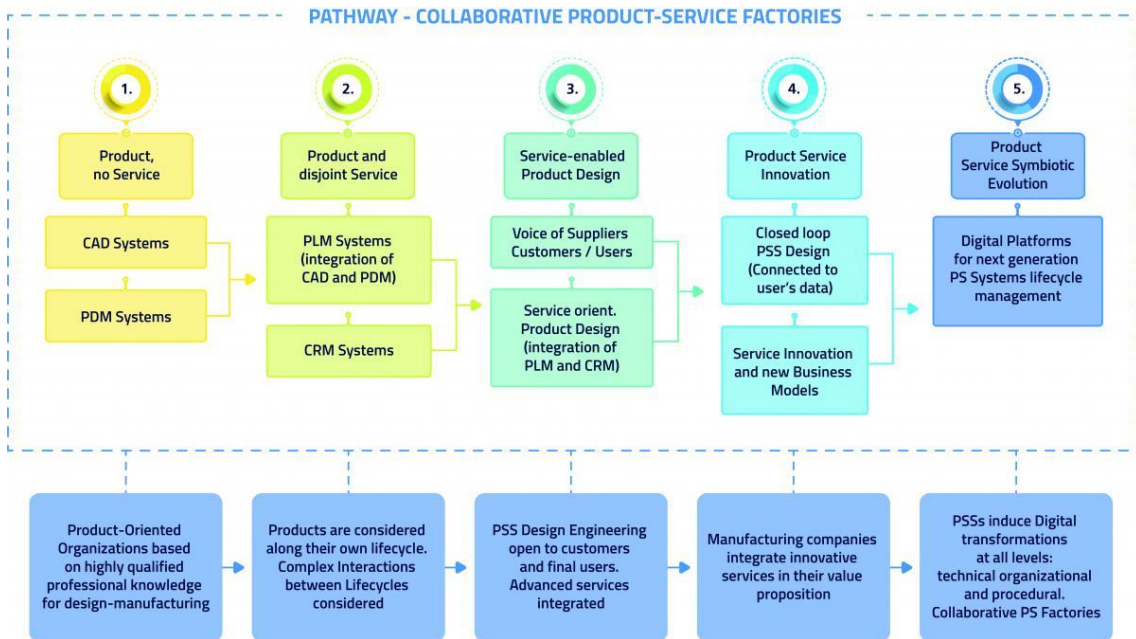 PATHWAY - COLLABORATIVE PRODUCT-SERVICE FACTORIES
1.
Product,
no Service
CAD Systems
PDM Systems
2.
Product and
disjoint Service
PLM Systems
(integration of
CAD and PDM)
CRM Systems
3.
Service-enabled
Product Design
Voice of Suppliers
Customers / Users
Service orient.
Product Design
(integration of
PLM and CRM)
4.
Product Service
Innovation
Closed loop
PSS Design
(Connected to
user's data)
Service Innovation
and new Business
Models
5.
Product
Service Symbiotic
Evolution
Digital Platforms
for next generation
PS Systems lifecycle
management
Product-Oriented
Organizations based
on highly qualified
professional knowledge
for design-manufacturing
Products are considered
along their own lifecycle.
Complex Interactions
between Lifecycles
considered
PSS Design Engineering
open to customers
and final users.
Advanced services
integrated
Manufacturing companies
integrate innovative
services in their value
proposition
PSSs induce Digital
transformations
at all levels:
technical organizational
and procedural.
Collaborative PS Factories